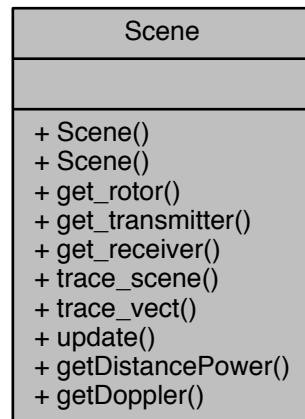 Scene
+ Scene()
+ Scene()
+ get_rotor()
+ get_transmitter()
+ get_receiver()
+ trace_scene()
+ trace_vect()
+ update()
+ getDistancePower()
+ getDoppler()